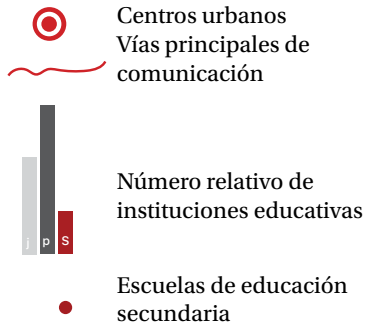 Centros urbanos
Vías principales de
comunicación
Número relativo de
instituciones educativas
j p S
Escuelas de educación
secundaria